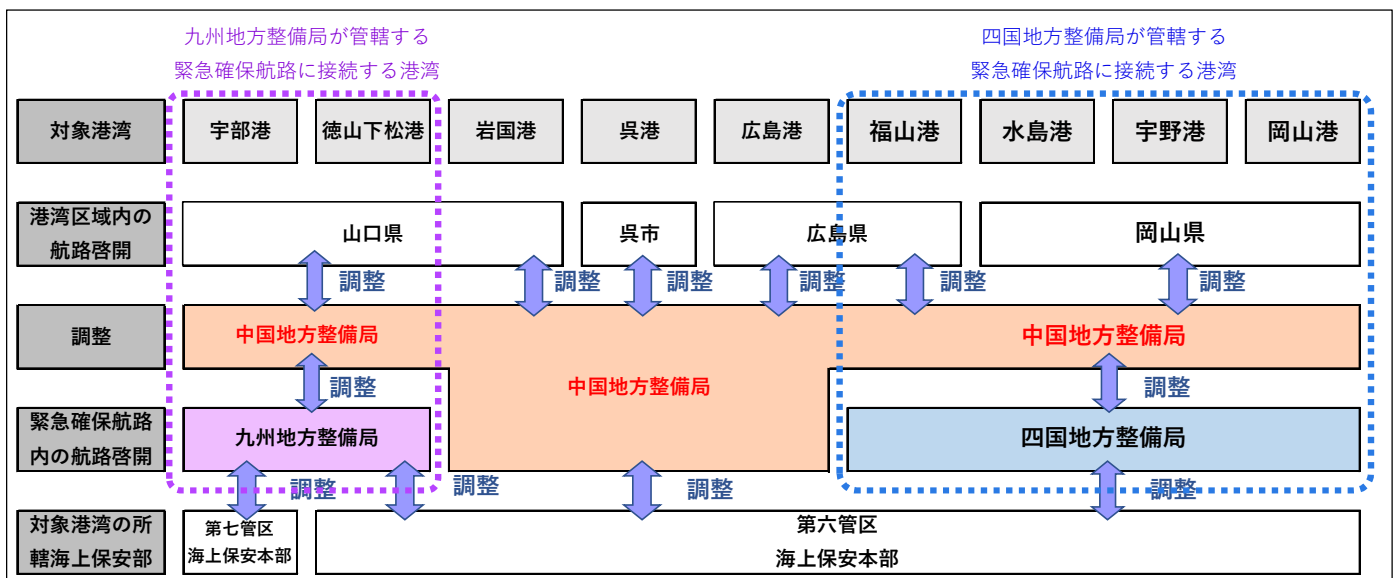 九州地方整備局が管轄する
緊急確保航路に接続する港湾
四国地方整備局が管轄する
緊急確保航路に接続する港湾
対象港湾
宇部港
徳山下松港
岩国港
呉港
広島港
福山港
水島港
宇野港
岡山港
港湾区域内の
航路啓開
山口県
呉市
広島県
岡山県
調整
調整
調整
調整
調整
調整
調整
中国地方整備局
中国地方整備局
中国地方整備局
調整
調整
緊急確保航路
内の航路啓開
九州地方整備局
四国地方整備局
調整
調整
調整
調整
対象港湾の所
轄海上保安部
第七管区
海上保安本部
第六管区
海上保安本部